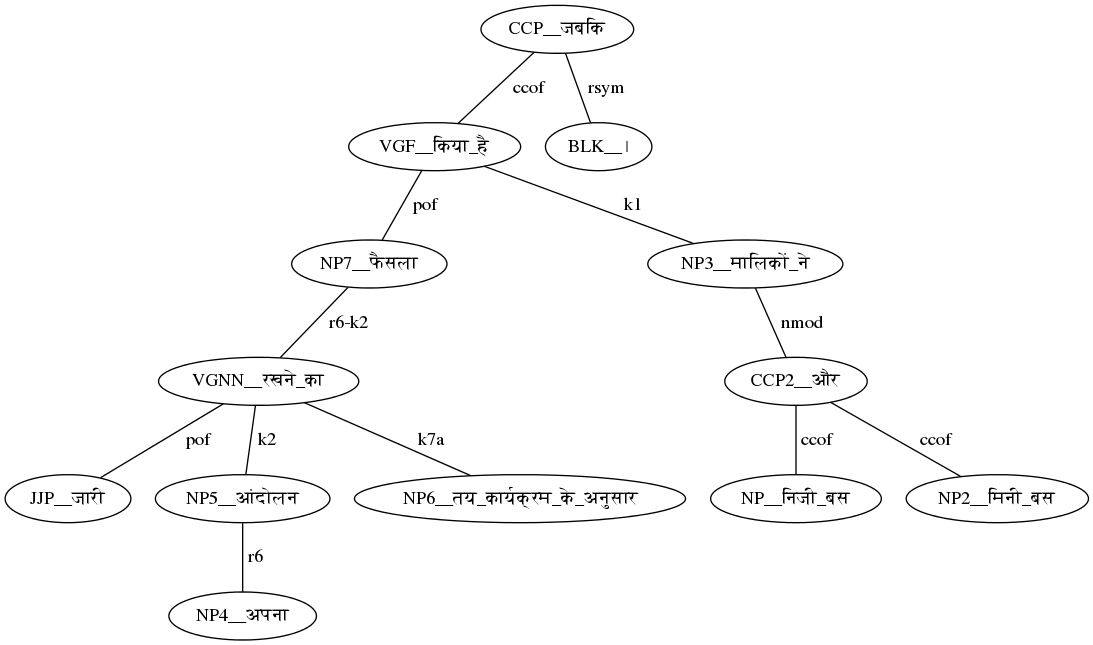 CCP__जबकि
ccof rsym
VGF__किया_है BLK__।
pof k1
NP7__फैसला NP3__मालिकों_ने
r6-k2 nmod
VGNN__रखने_का CCP2__और
pof k2 k7a ccof ccof
JJP__जारी NP5__आंदोलन NP6__तय_कार्यक्रम_के_अनुसार NP__निजी_बस NP2__मिनी_बस
r6
NP4__अपना